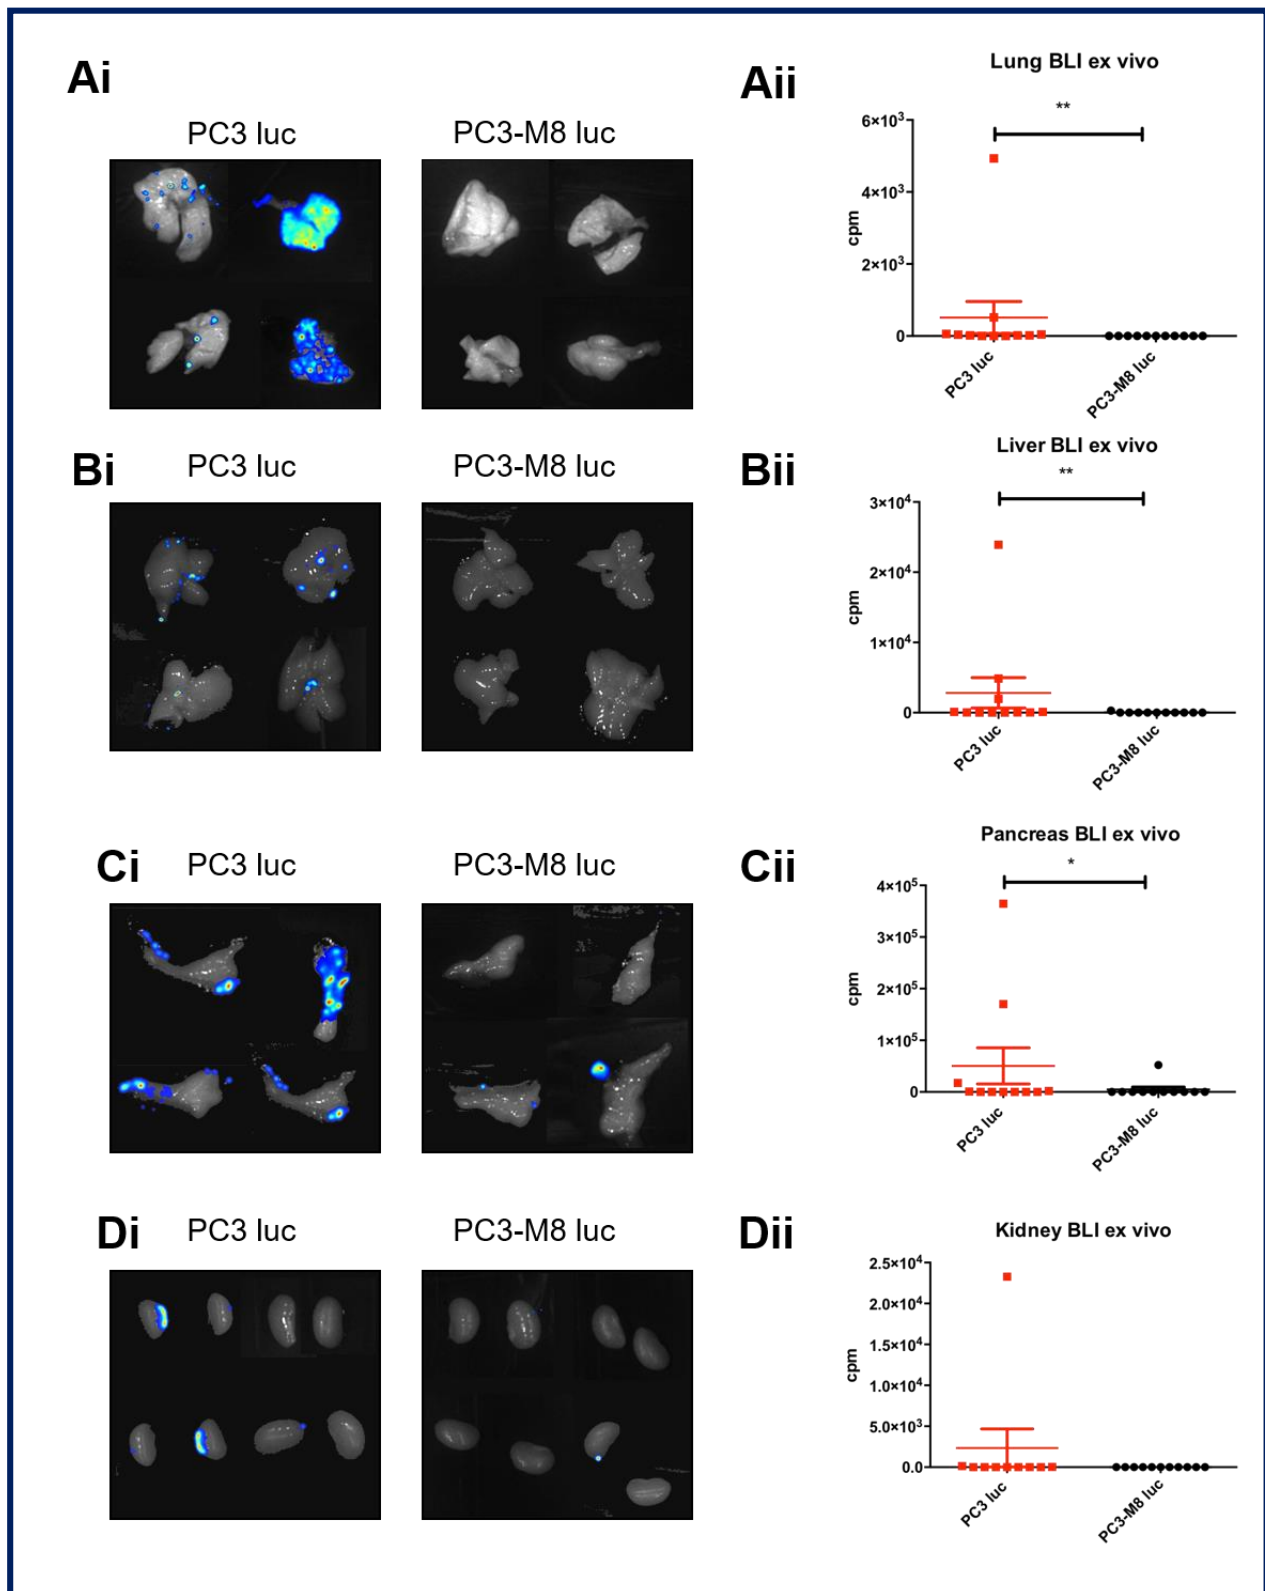 Ai
PC3 luc
PC3-M8 luc
Aii
Lung BLI ex vivo
**
6×10³
4×10³
2×10³
0
cpm
PC3 luc
PC3-M8 luc
Bi
PC3 luc
PC3-M8 luc
Bii
Liver BLI ex vivo
**
3×10⁴
2×10⁴
1×10⁴
0
cpm
PC3 luc
PC3-M8 luc
Ci
PC3 luc
PC3-M8 luc
Cii
Pancreas BLI ex vivo
*
4×10⁵
3×10⁵
2×10⁵
1×10⁵
0
cpm
PC3 luc
PC3-M8 luc
Di
PC3 luc
PC3-M8 luc
Dii
Kidney BLI ex vivo
2.5×10⁴
2.0×10⁴
1.5×10⁴
1.0×10⁴
5.0×10³
0.0
cpm
PC3 luc
PC3-M8 luc